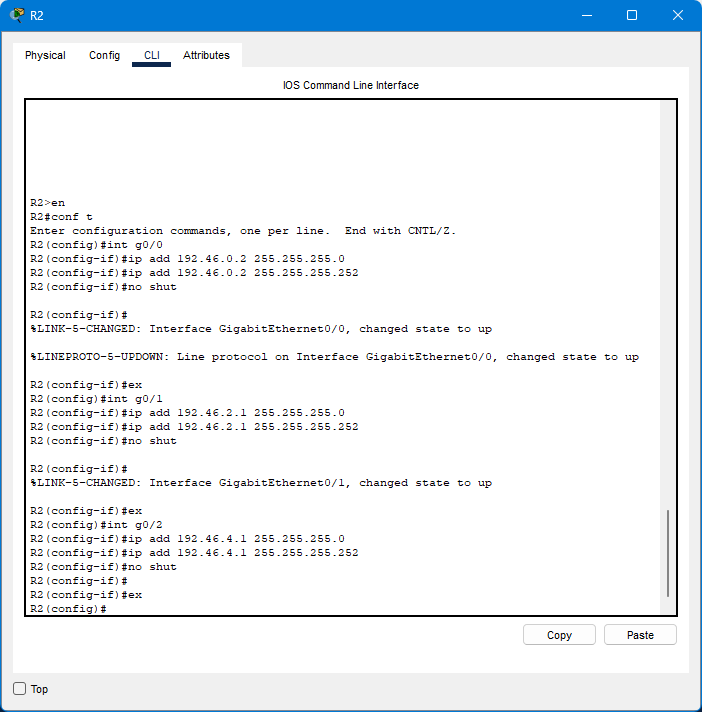 R2
Physical Config CLI Attributes
IOS Command Line Interface
R2>en
R2#conf t
Enter configuration commands, one per line.  End with CNTL/Z.
R2(config)#int g0/0
R2(config-if)#ip add 192.46.0.2 255.255.255.0
R2(config-if)#ip add 192.46.0.2 255.255.255.252
R2(config-if)#no shut
R2(config-if)#
%LINK-5-CHANGED: Interface GigabitEthernet0/0, changed state to up
%LINEPROTO-5-UPDOWN: Line protocol on Interface GigabitEthernet0/0, changed state to up
R2(config-if)#ex
R2(config)#int g0/1
R2(config-if)#ip add 192.46.2.1 255.255.255.0
R2(config-if)#ip add 192.46.2.1 255.255.255.252
R2(config-if)#no shut
R2(config-if)#
%LINK-5-CHANGED: Interface GigabitEthernet0/1, changed state to up
R2(config-if)#ex
R2(config)#int g0/2
R2(config-if)#ip add 192.46.4.1 255.255.255.0
R2(config-if)#ip add 192.46.4.1 255.255.255.252
R2(config-if)#no shut
R2(config-if)#
R2(config-if)#ex
R2(config)#
Copy Paste
Top